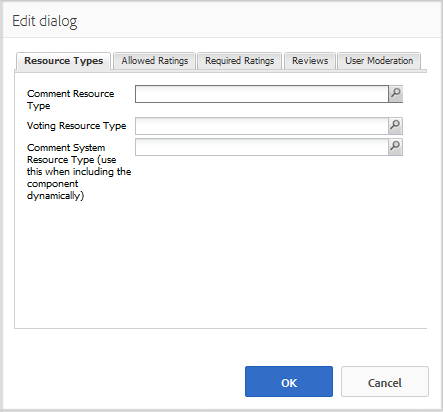 Edit dialog
Resource Types Allowed Ratings Required Ratings Reviews User Moderation
Comment Resource
Type
Voting Resource Type
Comment System
Resource Type (use
this when including the
component
dynamically)
OK Cancel